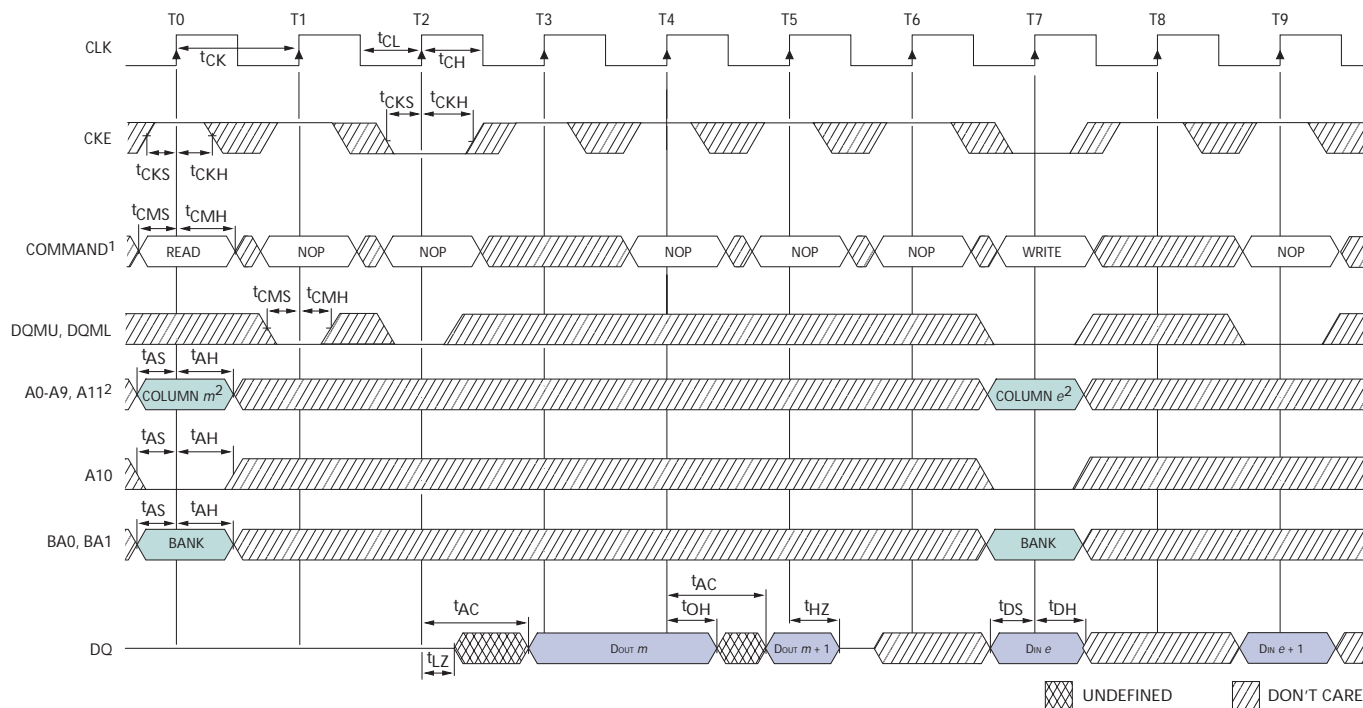 T0 T1 T2 T3 T4 T5 T6 T7 T8 T9
CLK
tCK tCL tCH
tCKS tCKH
CKE
tCKS tCKH
tCMS tCMH
COMMAND1 READ NOP NOP NOP NOP NOP WRITE NOP
tCMS tCMH
DQMU, DQML
tAS tAH
A0-A9, A112 COLUMN m2 COLUMN e2
tAS tAH
A10
tAS tAH
BA0, BA1 BANK BANK
tAC tAC tOH tHZ tDS tDH
DQ DOUT m DOUT m + 1 DIN e DIN e + 1
tLZ
UNDEFINED DON'T CARE